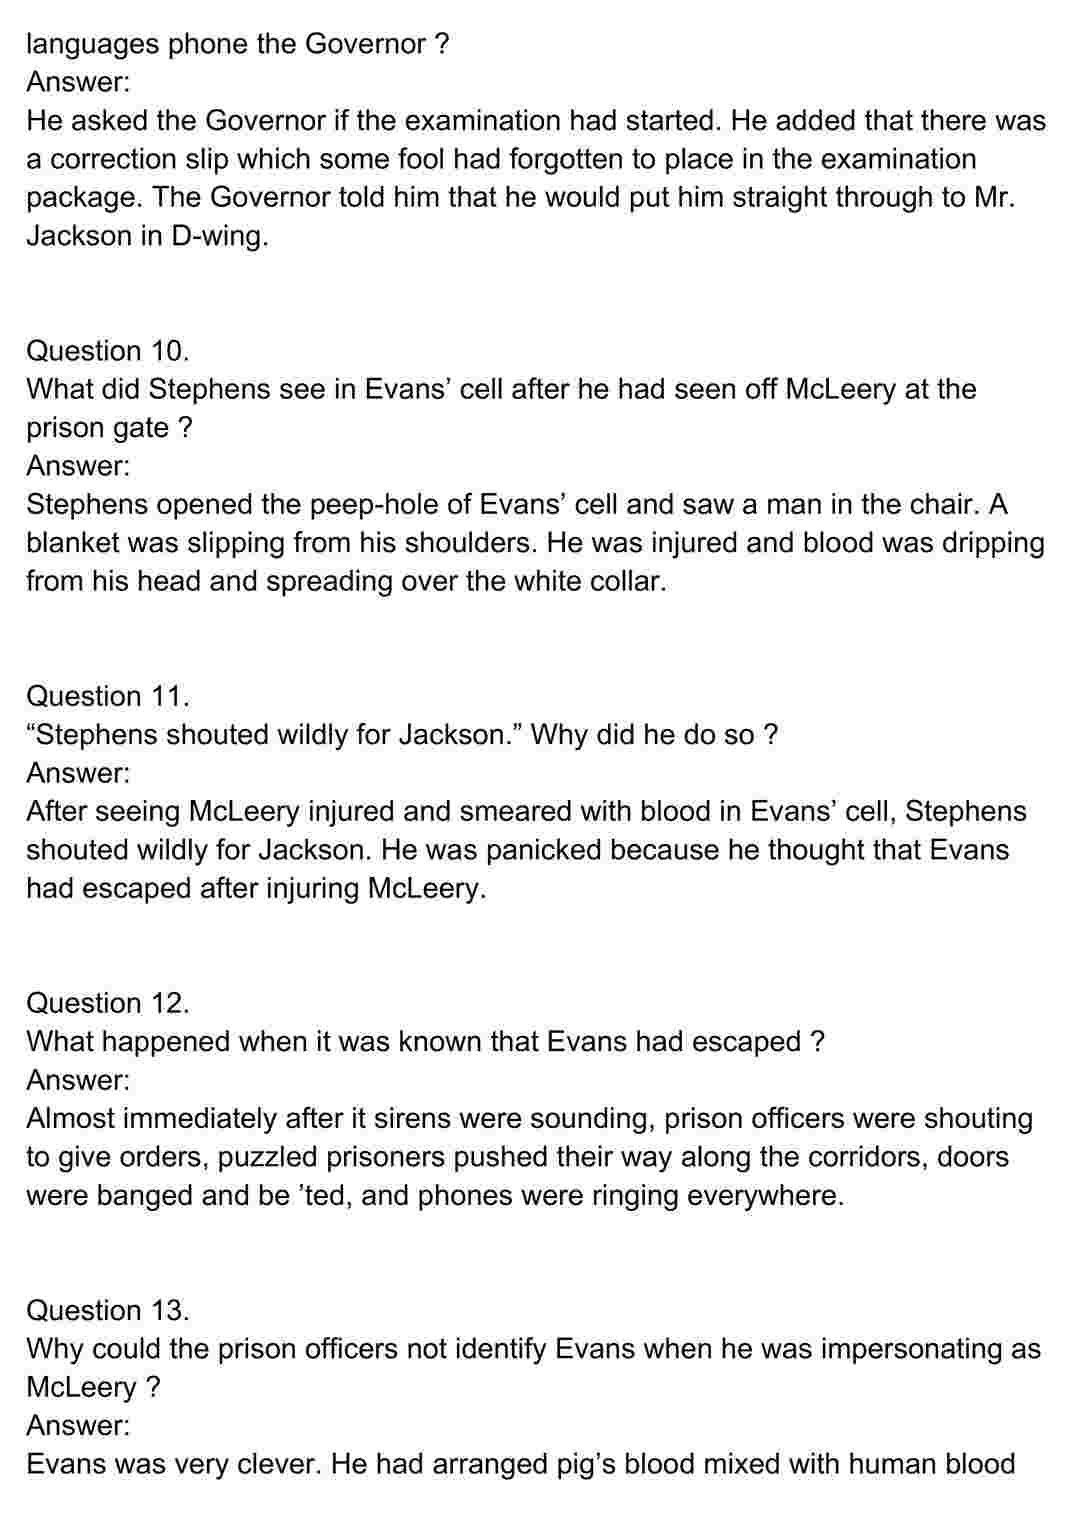 languages phone the Governor ?
Answer:
He asked the Governor if the examination had started. He added that there was
a correction slip which some fool had forgotten to place in the examination
package. The Governor told him that he would put him straight through to Mr.
Jackson in D-wing.
Question 10.
What did Stephens see in Evans’ cell after he had seen off McLeery at the
prison gate ?
Answer:
Stephens opened the peep-hole of Evans’ cell and saw a man in the chair. A
blanket was slipping from his shoulders. He was injured and blood was dripping
from his head and spreading over the white collar.
Question 11.
“Stephens shouted wildly for Jackson.” Why did he do so ?
Answer:
After seeing McLeery injured and smeared with blood in Evans’ cell, Stephens
shouted wildly for Jackson. He was panicked because he thought that Evans
had escaped after injuring McLeery.
Question 12.
What happened when it was known that Evans had escaped ?
Answer:
Almost immediately after it sirens were sounding, prison officers were shouting
to give orders, puzzled prisoners pushed their way along the corridors, doors
were banged and be ’ted, and phones were ringing everywhere.
Question 13.
Why could the prison officers not identify Evans when he was impersonating as
McLeery ?
Answer:
Evans was very clever. He had arranged pig’s blood mixed with human blood